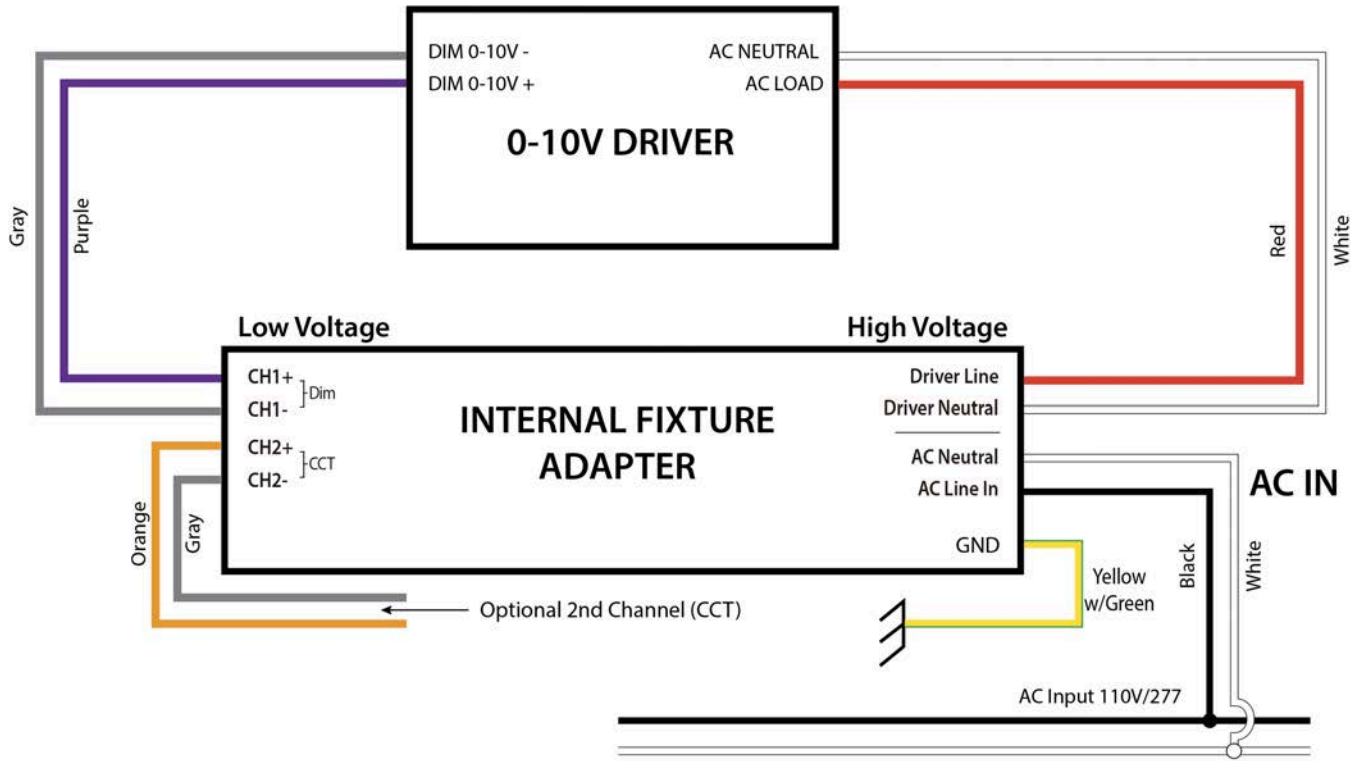 DIM 0-10V -
AC NEUTRAL
DIM 0-10V +
AC LOAD
0-10V DRIVER
Gray
Purple
Red
White
Low Voltage
High Voltage
CH1+
Dim
CH1-
CH2+
CCT
CH2-
INTERNAL FIXTURE
ADAPTER
Driver Line
Driver Neutral
AC Neutral
AC Line In
GND
AC IN
Orange
Gray
Black
White
Yellow
w/Green
Optional 2nd Channel (CCT)
AC Input 110V/277